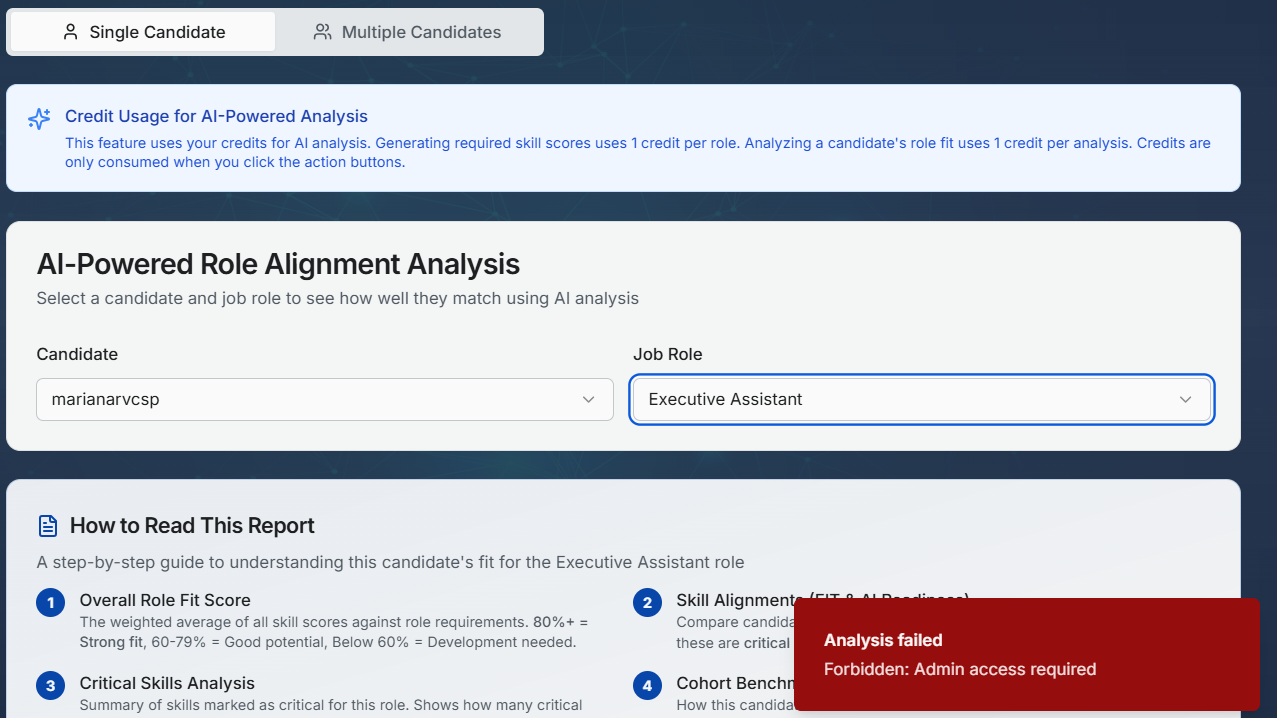 Single Candidate
Multiple Candidates
Credit Usage for AI-Powered Analysis
This feature uses your credits for AI analysis. Generating required skill scores uses 1 credit per role. Analyzing a candidate's role fit uses 1 credit per analysis. Credits are
only consumed when you click the action buttons.
AI-Powered Role Alignment Analysis
Select a candidate and job role to see how well they match using AI analysis
Candidate
Job Role
marianarvcsp
Executive Assistant
How to Read This Report
A step-by-step guide to understanding this candidate's fit for the Executive Assistant role
1
Overall Role Fit Score
The weighted average of all skill scores against role requirements. 80%+ =
Strong fit, 60-79% = Good potential, Below 60% = Development needed.
2
Skill Alignments (FIT & AI Readiness)
Compare
these are critical
3
Critical Skills Analysis
Summary of skills marked as critical for this role. Shows how many critical
4
Cohort
How this
Analysis failed
Forbidden: Admin access required